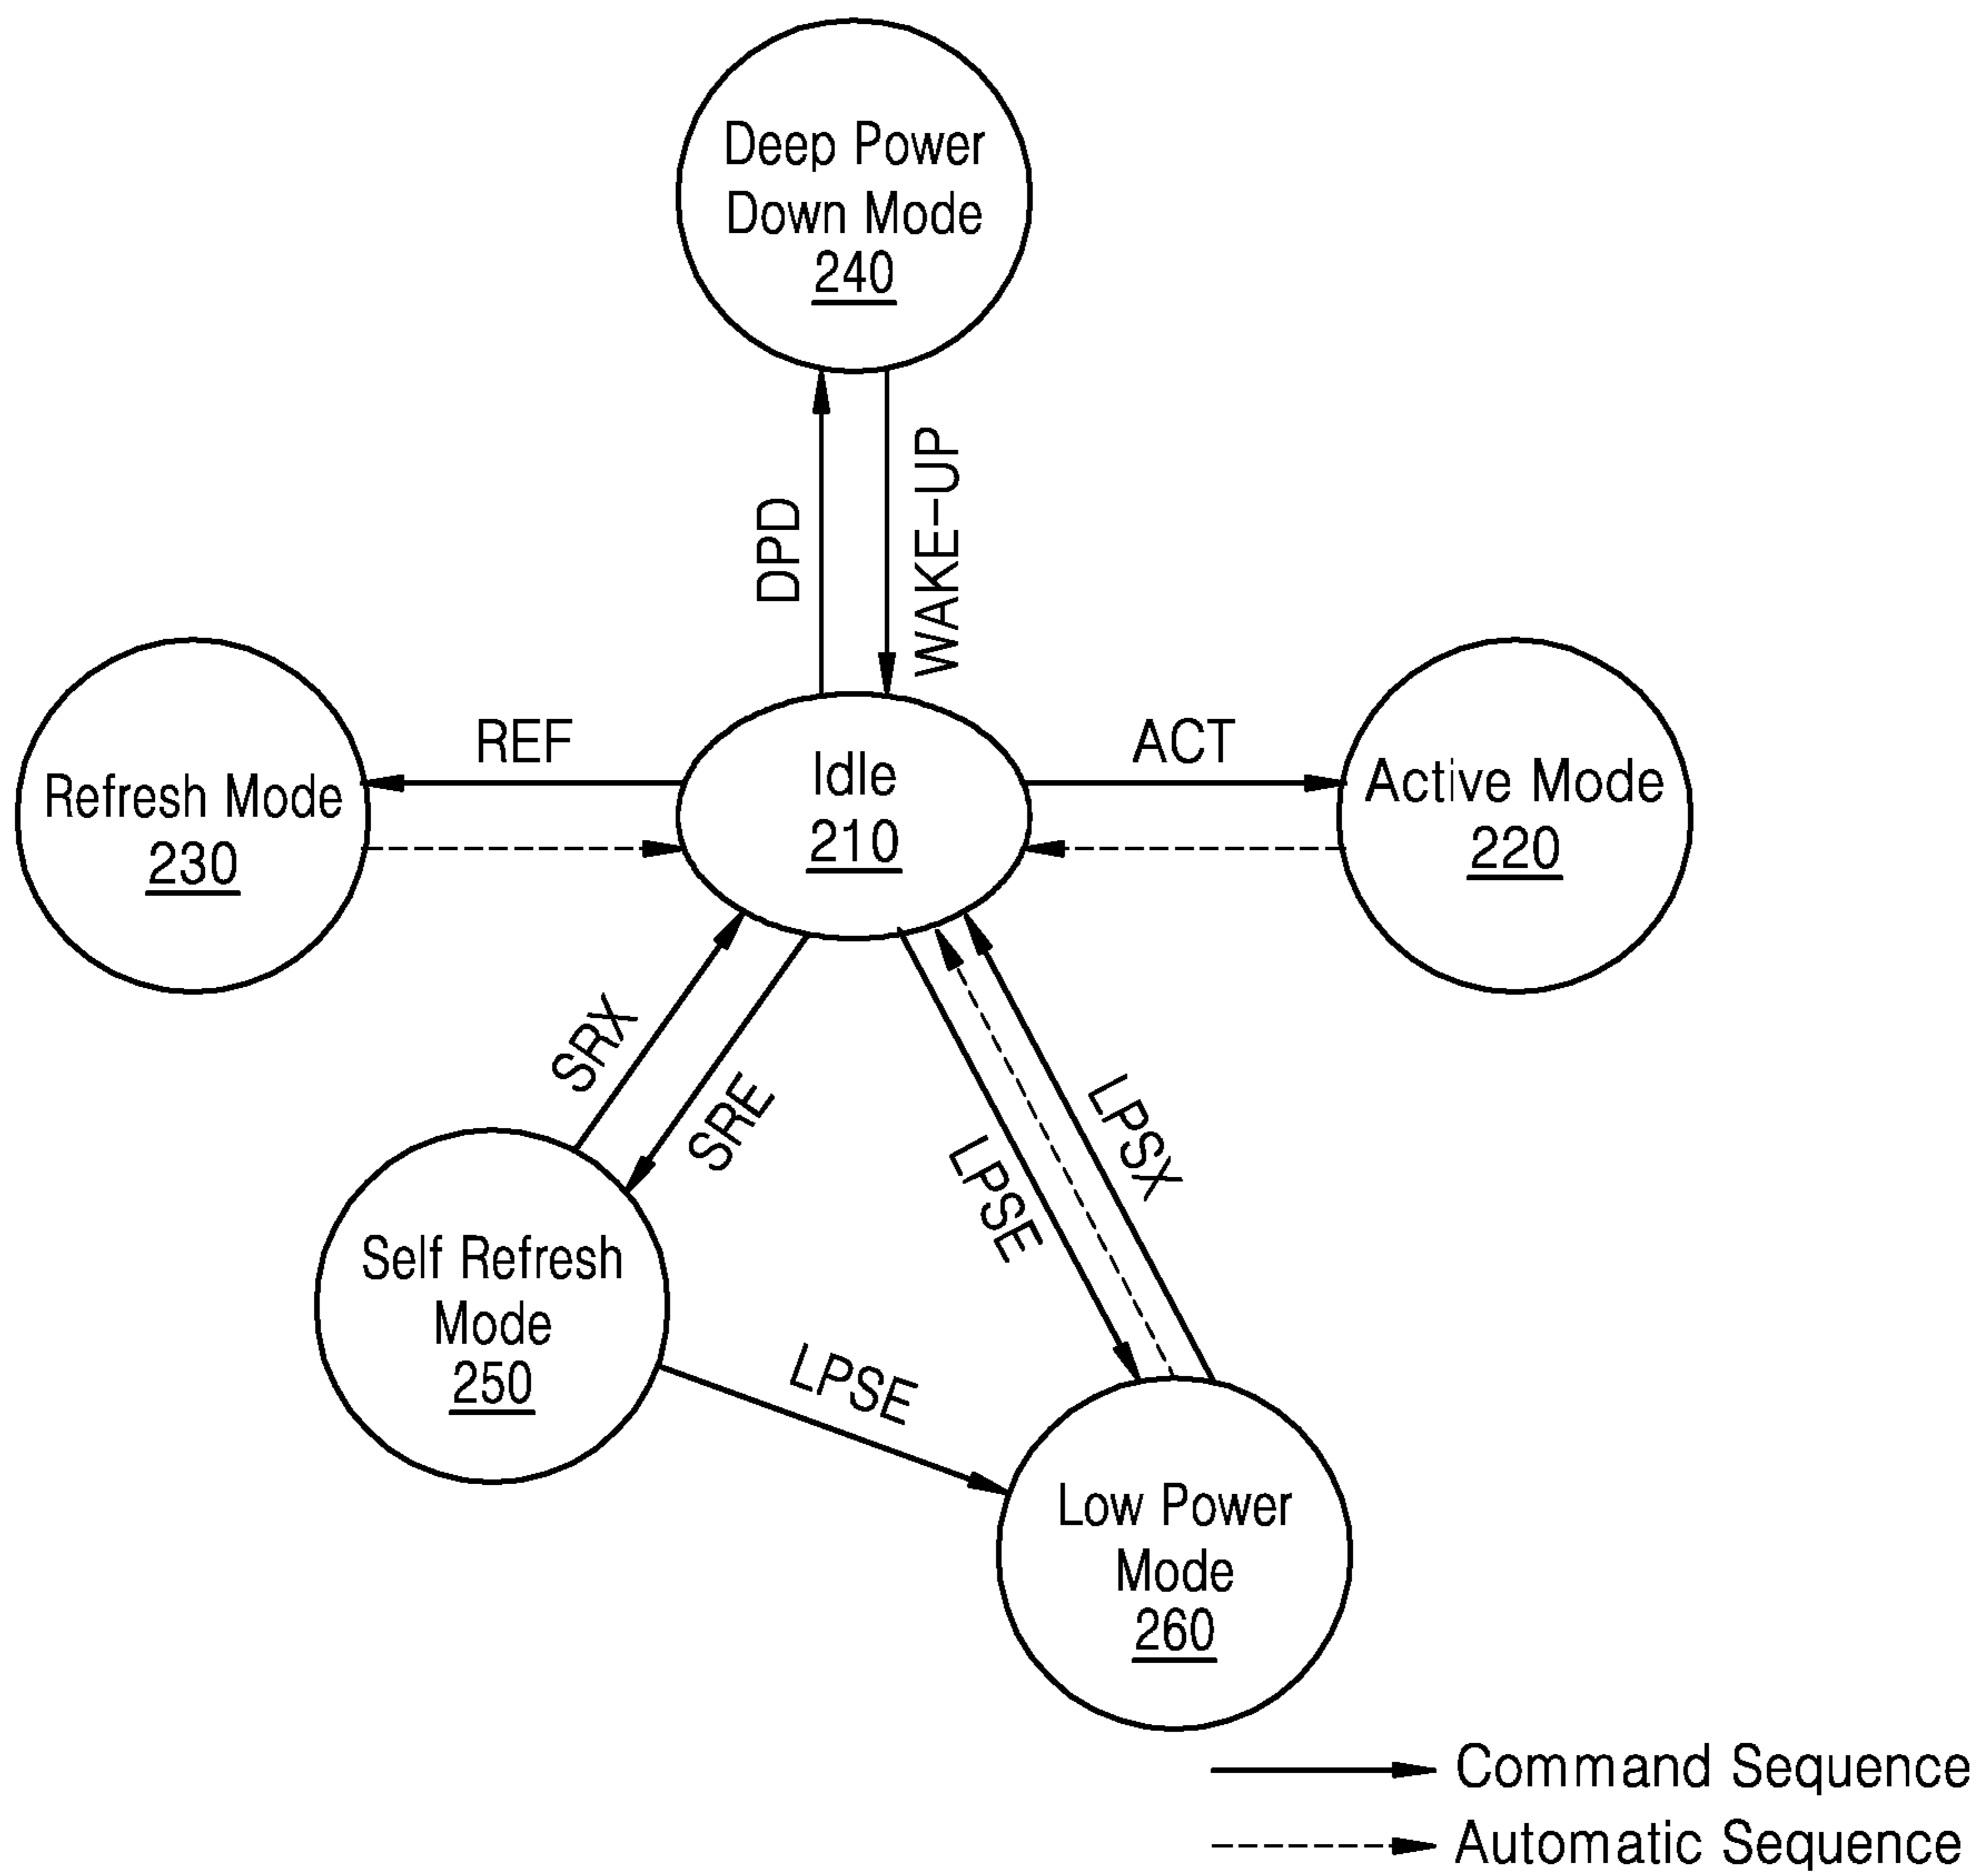 Deep Power
Down Mode
240
DPD
WAKE-UP
REF
ACT
Refresh Mode
230
Idle
210
Active Mode
220
SRX
SRE
LPSE
LPSX
Self Refresh
Mode
250
LPSE
Low Power
Mode
260
Command Sequence
Automatic Sequence